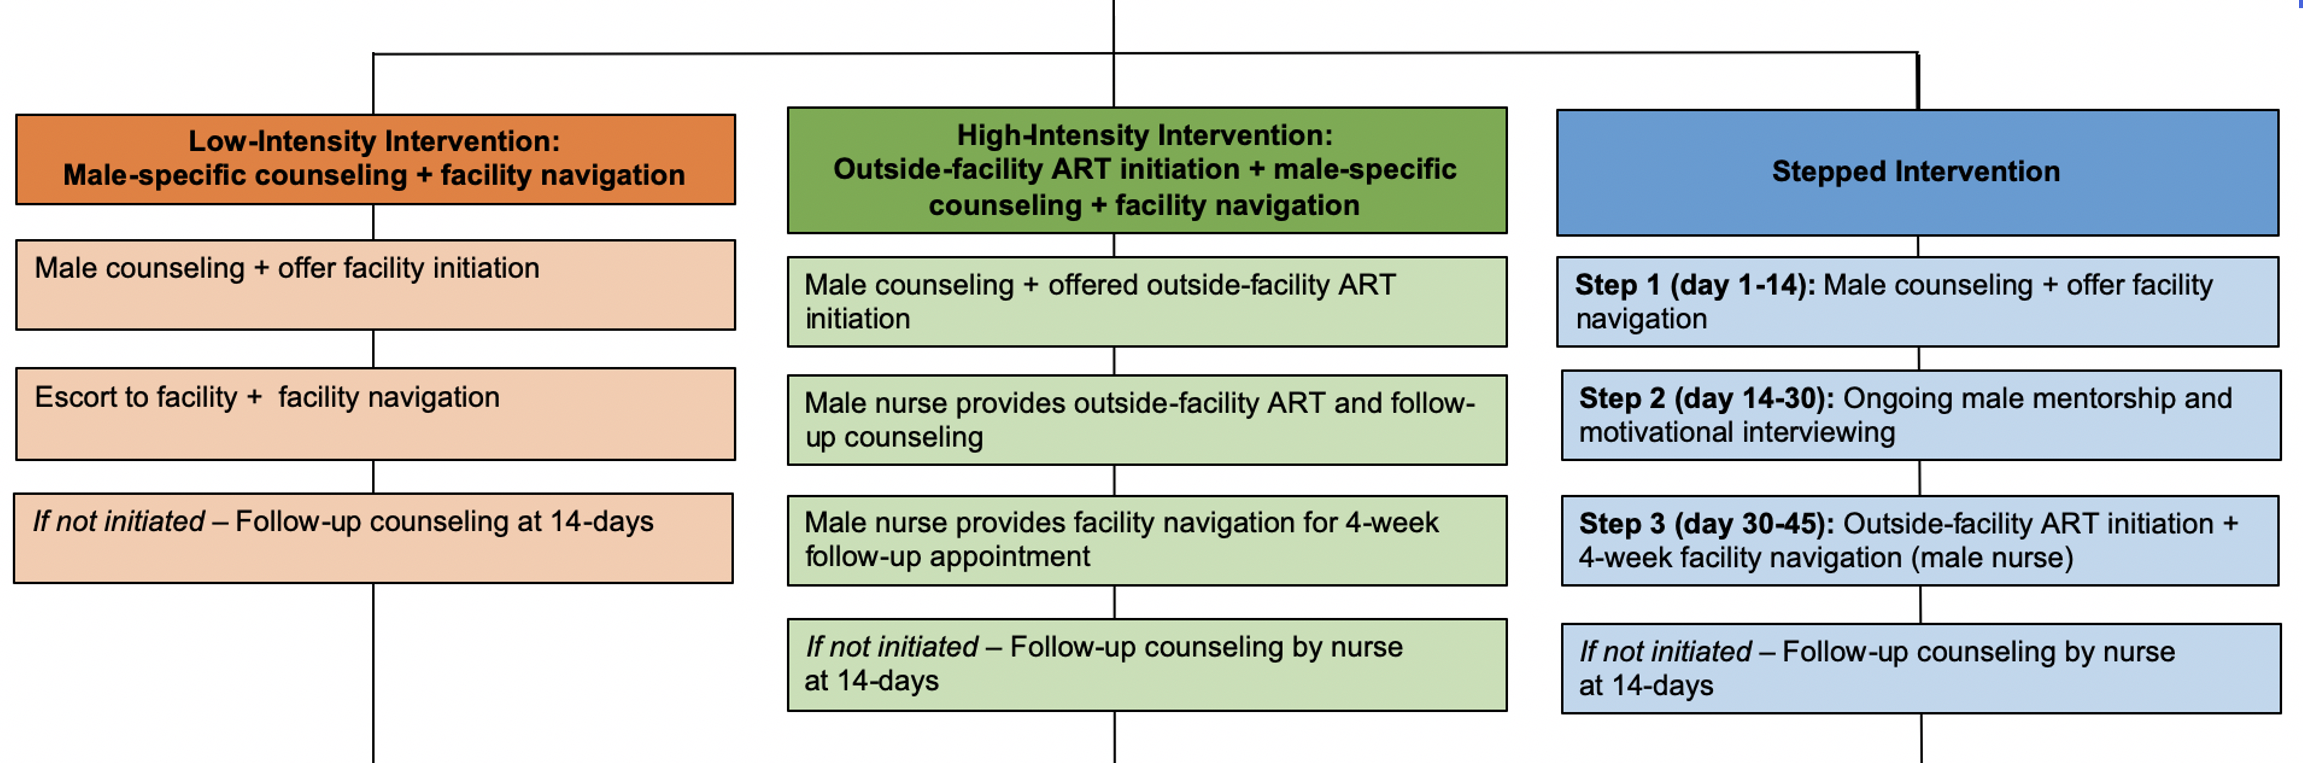 Low-Intensity Intervention:
Male-specific counseling + facility navigation
Male counseling + offer facility initiation
Escort to facility +  facility navigation
If not initiated – Follow-up counseling at 14-days
High-Intensity Intervention:
Outside-facility ART initiation + male-specific
counseling + facility navigation
Male counseling + offered outside-facility ART
initiation
Male nurse provides outside-facility ART and follow-
up counseling
Male nurse provides facility navigation for 4-week
follow-up appointment
If not initiated – Follow-up counseling by nurse
at 14-days
Stepped Intervention
Step 1 (day 1-14): Male counseling + offer facility
navigation
Step 2 (day 14-30): Ongoing male mentorship and
motivational interviewing
Step 3 (day 30-45): Outside-facility ART initiation +
4-week facility navigation (male nurse)
If not initiated – Follow-up counseling by nurse
at 14-days